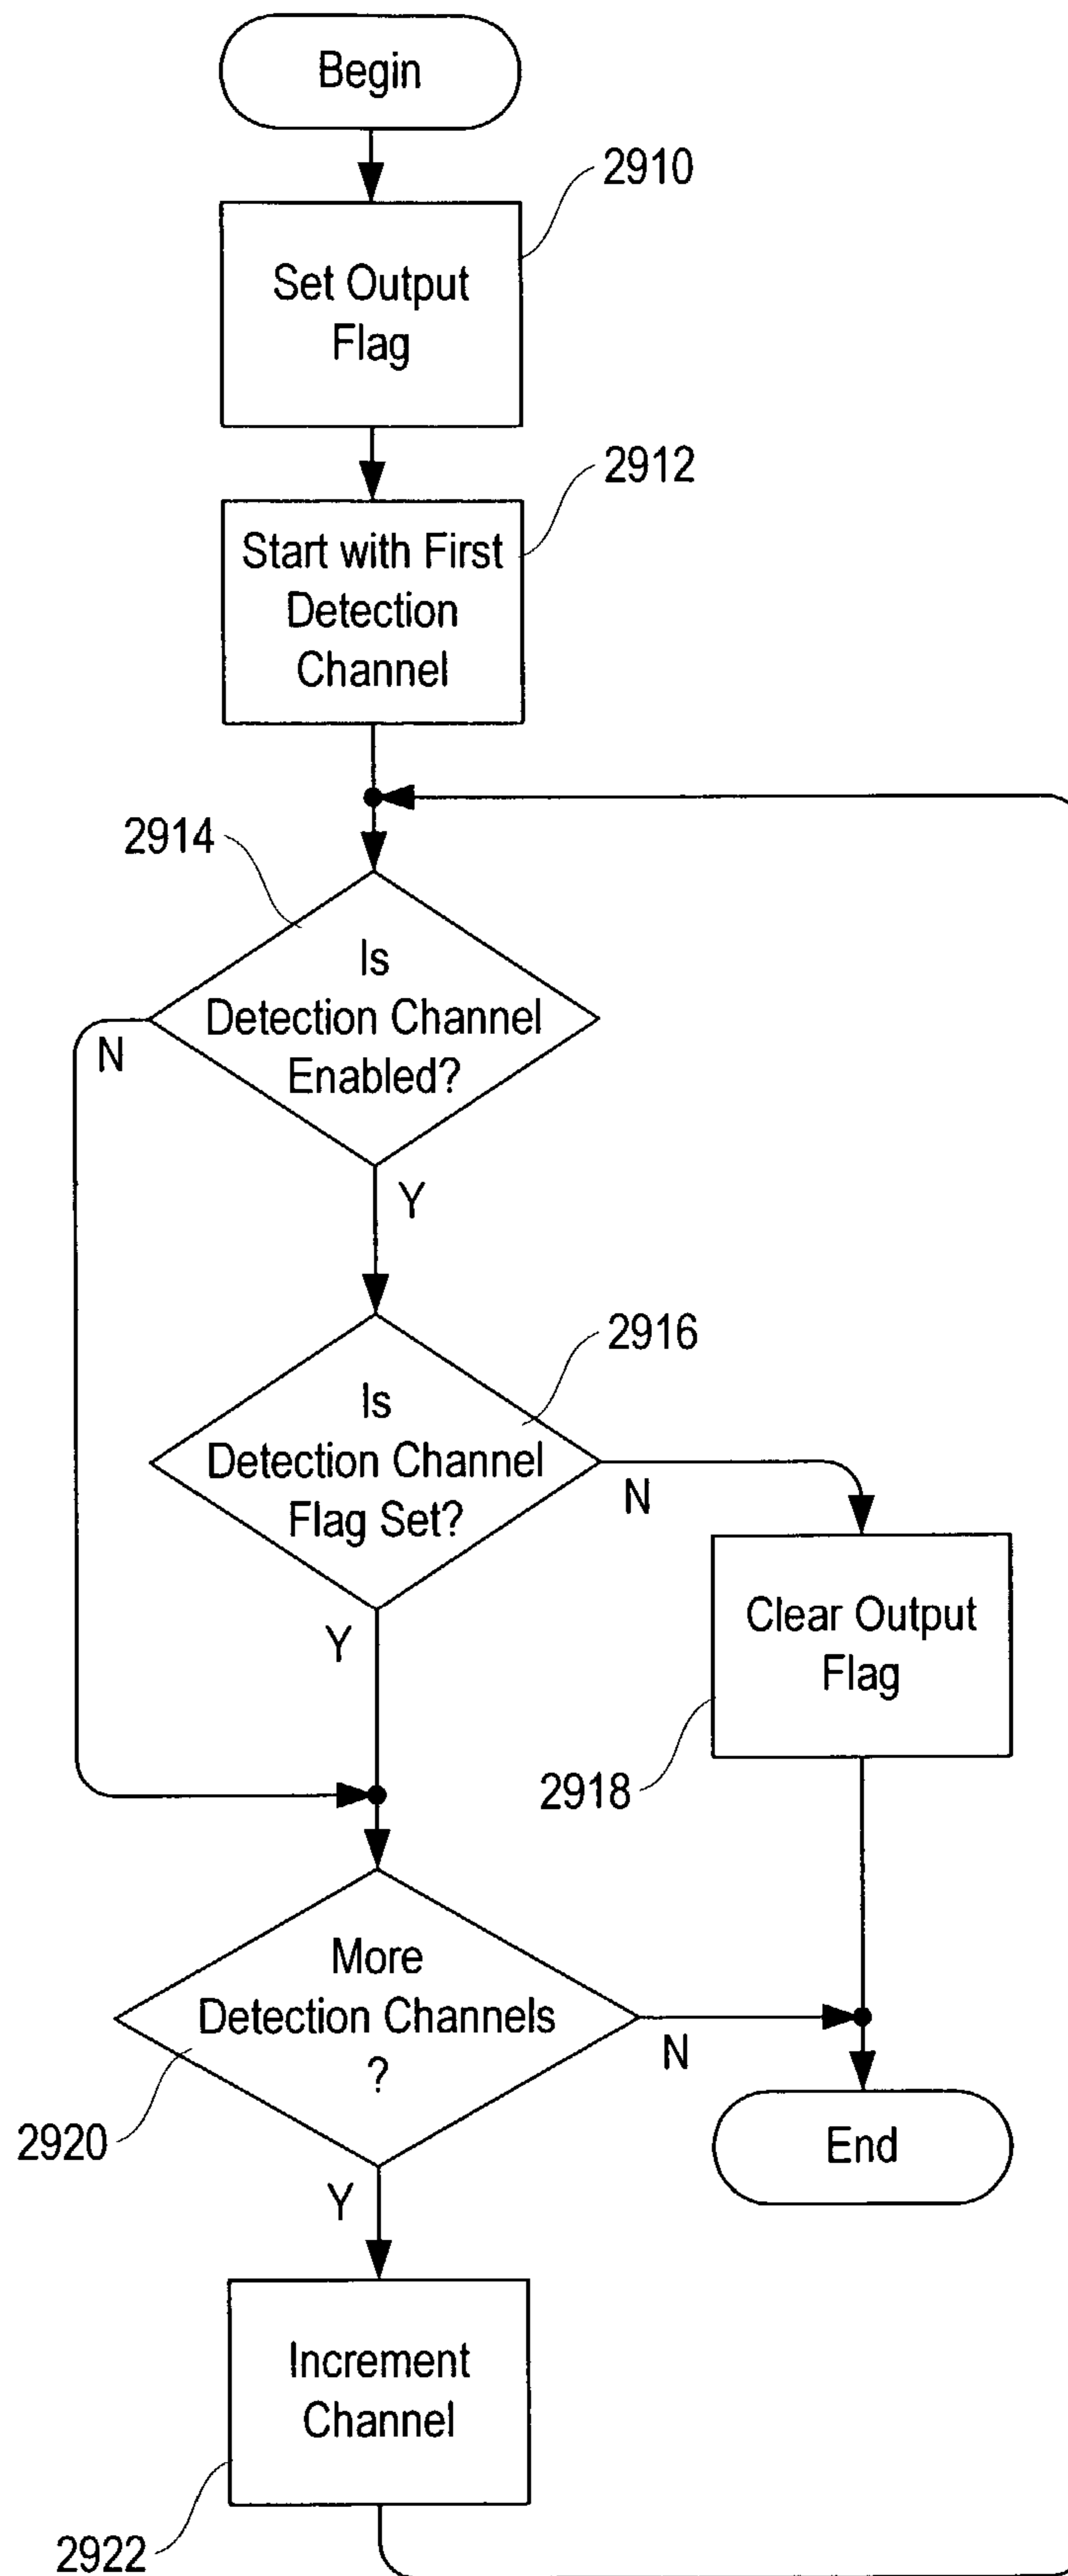 Begin
2910
Set Output
Flag
2912
Start with First
Detection
Channel
2914
Is
Detection Channel
Enabled?
N
Y
2916
Is
Detection Channel
Flag Set?
N
Y
Clear Output
Flag
2918
More
Detection Channels
?
N
2920
Y
End
Increment
Channel
2922